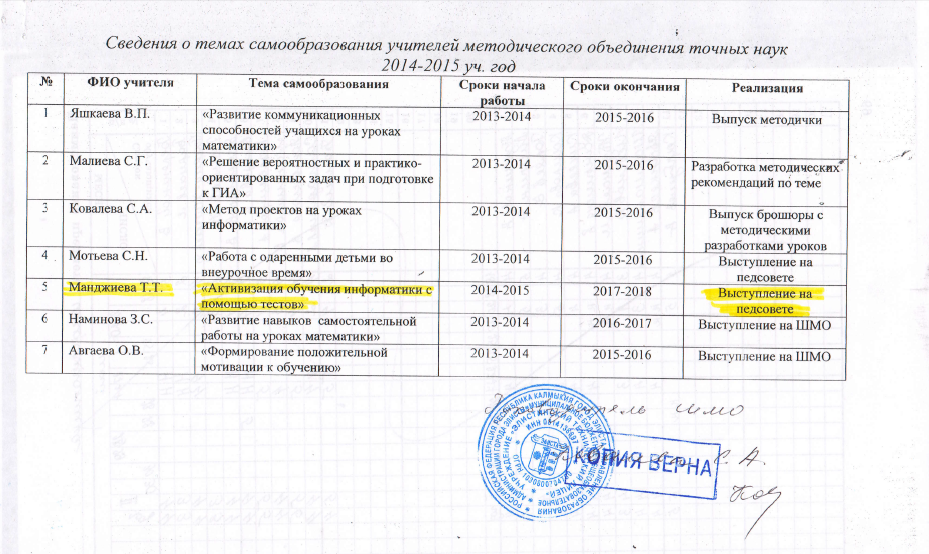 Сведения о темах самообразования учителей методического объединения точных наук
2014-2015 уч. год
№ ФИО учителя Тема самообразования Сроки начала работы Сроки окончания Реализация
1 Яшкаева В.П. «Развитие коммуникационных 2013-2014 2015-2016 Выпуск методички
способностей учащихся на уроках
математики»
2 Малиева С.Г. «Решение вероятностных и практико- 2013-2014 2015-2016 Разработка методических
ориентированных задач при подготовке рекомендаций по теме
к ГИА»
3 Ковалева С.А. «Метод проектов на уроках 2013-2014 2015-2016 Выпуск брошюры с
информатики» методическими
разработками уроков
4 Мотьева С.Н. «Работа с одаренными детьми во 2013-2014 2015-2016 Выступление на
внеурочное время» педсовете
5 Манджиева Т.Т. «Активизация обучения информатики с 2014-2015 2017-2018 Выступление на
помощью тестов» педсовете
6 Наминова З.С. «Развитие навыков самостоятельной 2013-2014 2016-2017 Выступление на ШМО
работы на уроках математики»
7 Авгаева О.В. «Формирование положительной 2013-2014 2015-2016 Выступление на ШМО
мотивации к обучению»
шмо
КОПИЯ ВЕРНА
С.А.